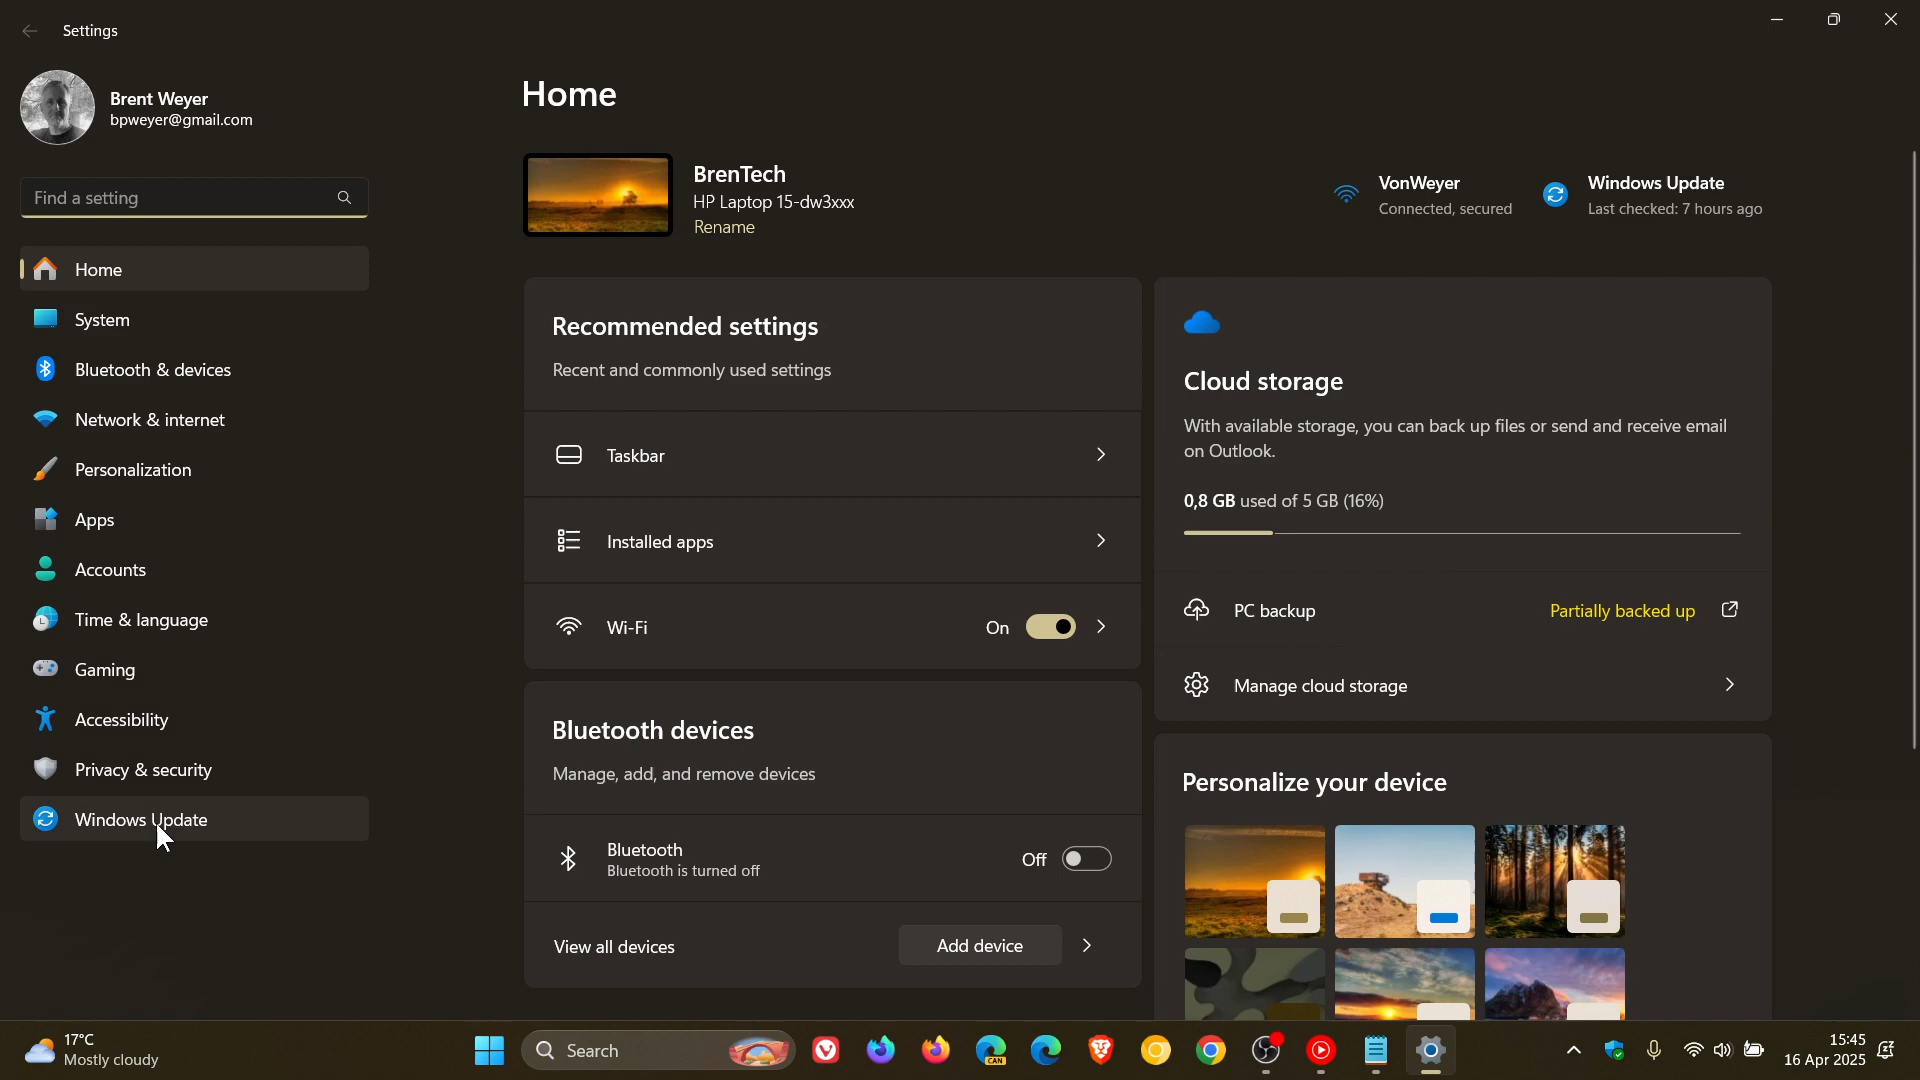 Settings
Brent Weyer
bpweyer@gmail.com
Find a setting
Home
System
Bluetooth & devices
Network & internet
Personalization
Apps
Accounts
Time & language
Gaming
Accessibility
Privacy & security
Windows Update
Home
BrenTech
HP Laptop 15-dw3xxx
Rename
VonWeyer
Connected, secured
Windows Update
Last checked: 7 hours ago
Recommended settings
Recent and commonly used settings
Taskbar
Installed apps
Wi-Fi
On
Bluetooth devices
Manage, add, and remove devices
Bluetooth
Bluetooth is turned off
Off
View all devices
Add device
Cloud storage
With available storage, you can back up files or send and receive email
on Outlook.
0,8 GB used of 5 GB (16%)
PC backup
Partially backed up
Manage cloud storage
Personalize your device
17°C
Mostly cloudy
Search
CAN
15:45
16 Apr 2025